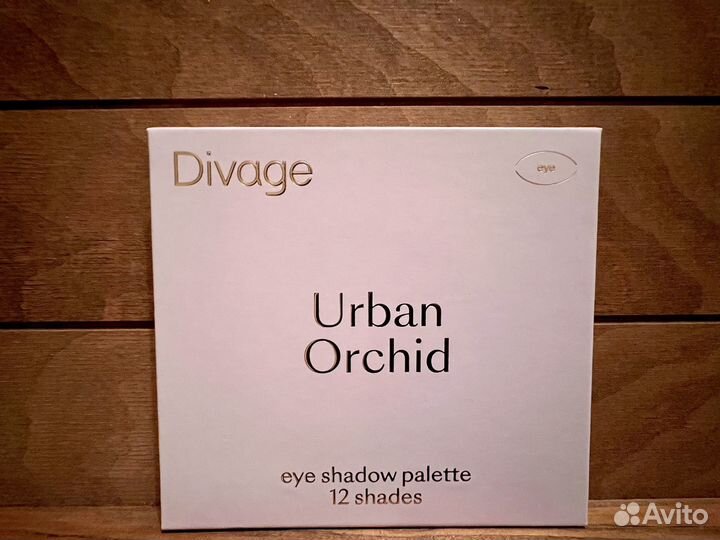 Divage
eye
Urban
Orchid
eye shadow palette
12 shades
Avito